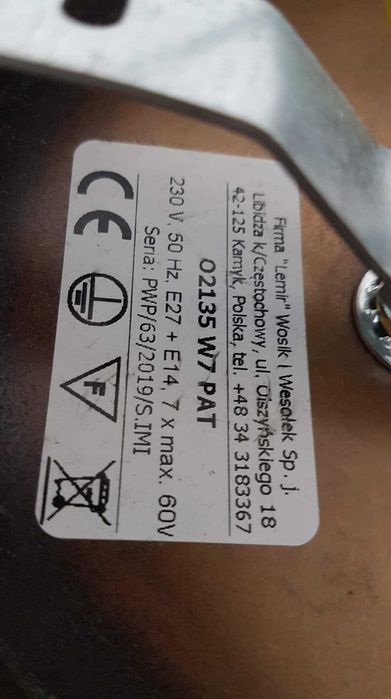 Firma "Lemir" Wosik i Wesołek Sp. j.
Libidza k/Częstochowy, ul. Olszyńskiego 18
42-125 Kamyk, Polska, tel. +48 34 3183367
O2135 W7 PAT
230 V, 50 Hz, E27 + E14, 7 x max. 60W
Seria: PWP/63/2019/S.IMI
CE
F